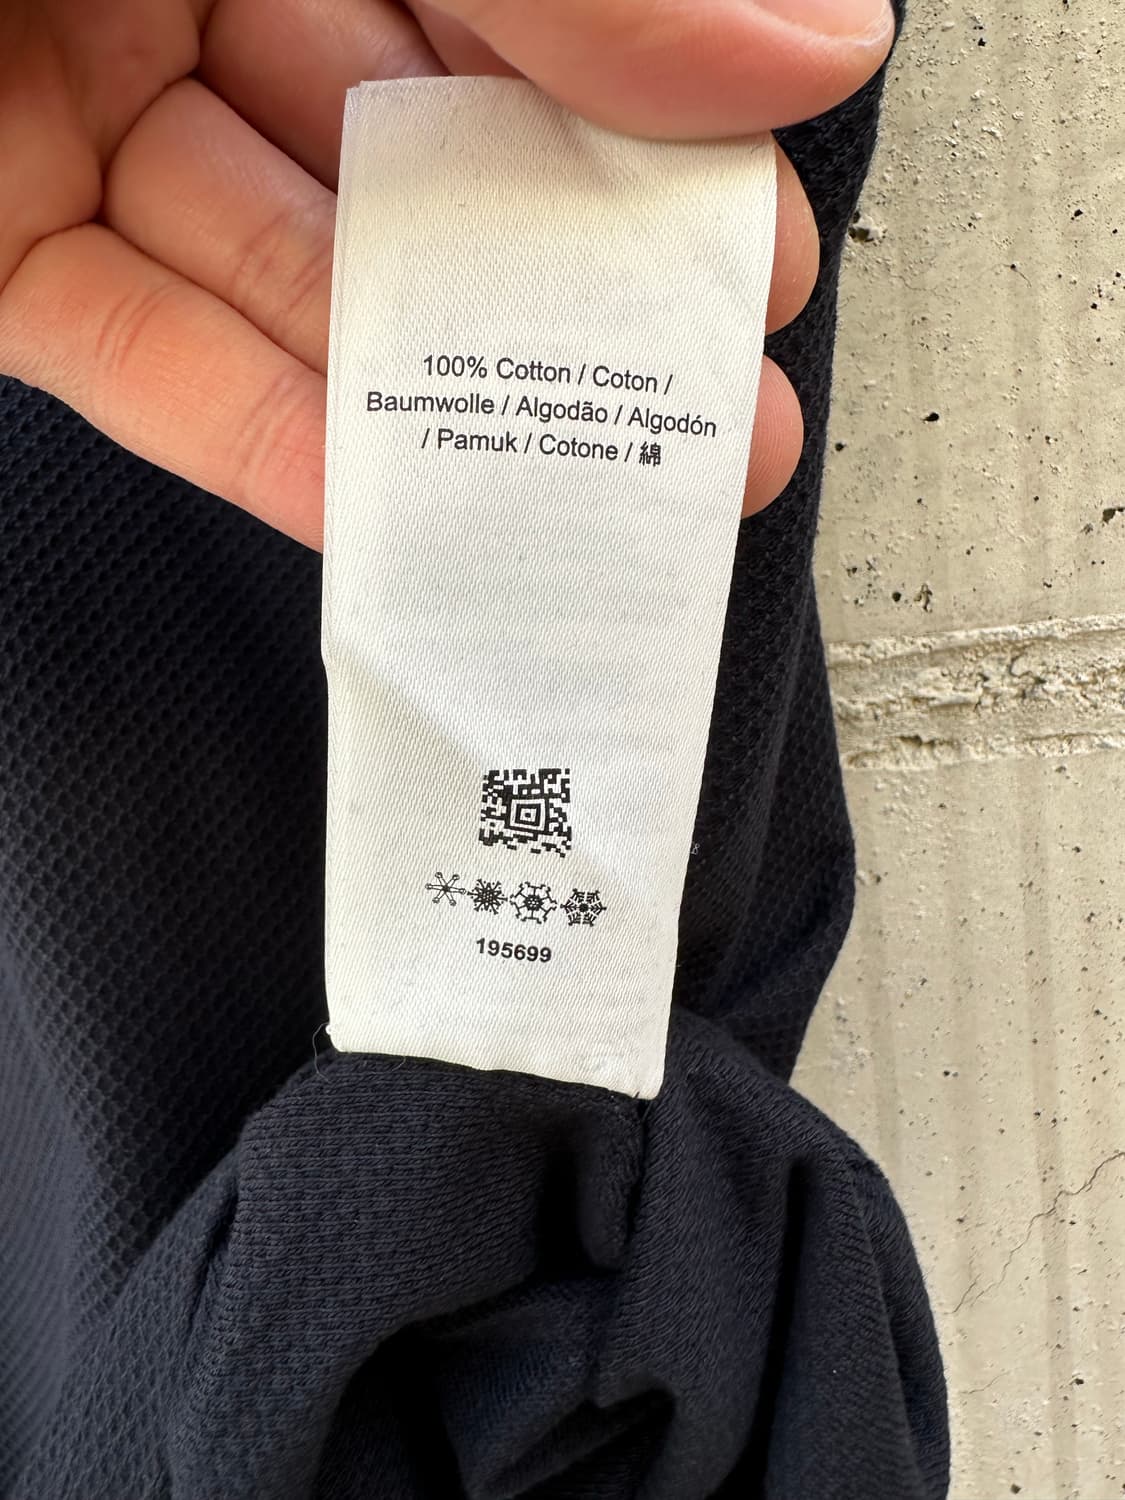 100% Cotton / Coton /
Baumwolle / Algodão / Algodón
/ Pamuk / Cotone / 綿
195699